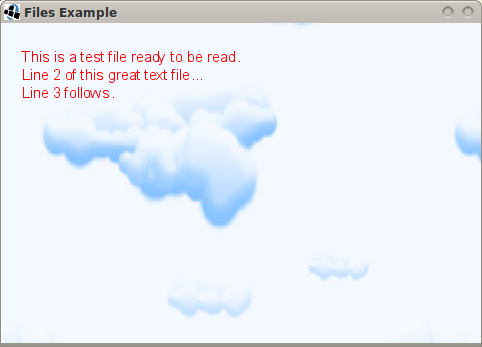 Files Example
This is a test file ready to be read.
Line 2 of this great text file...
Line 3 follows.